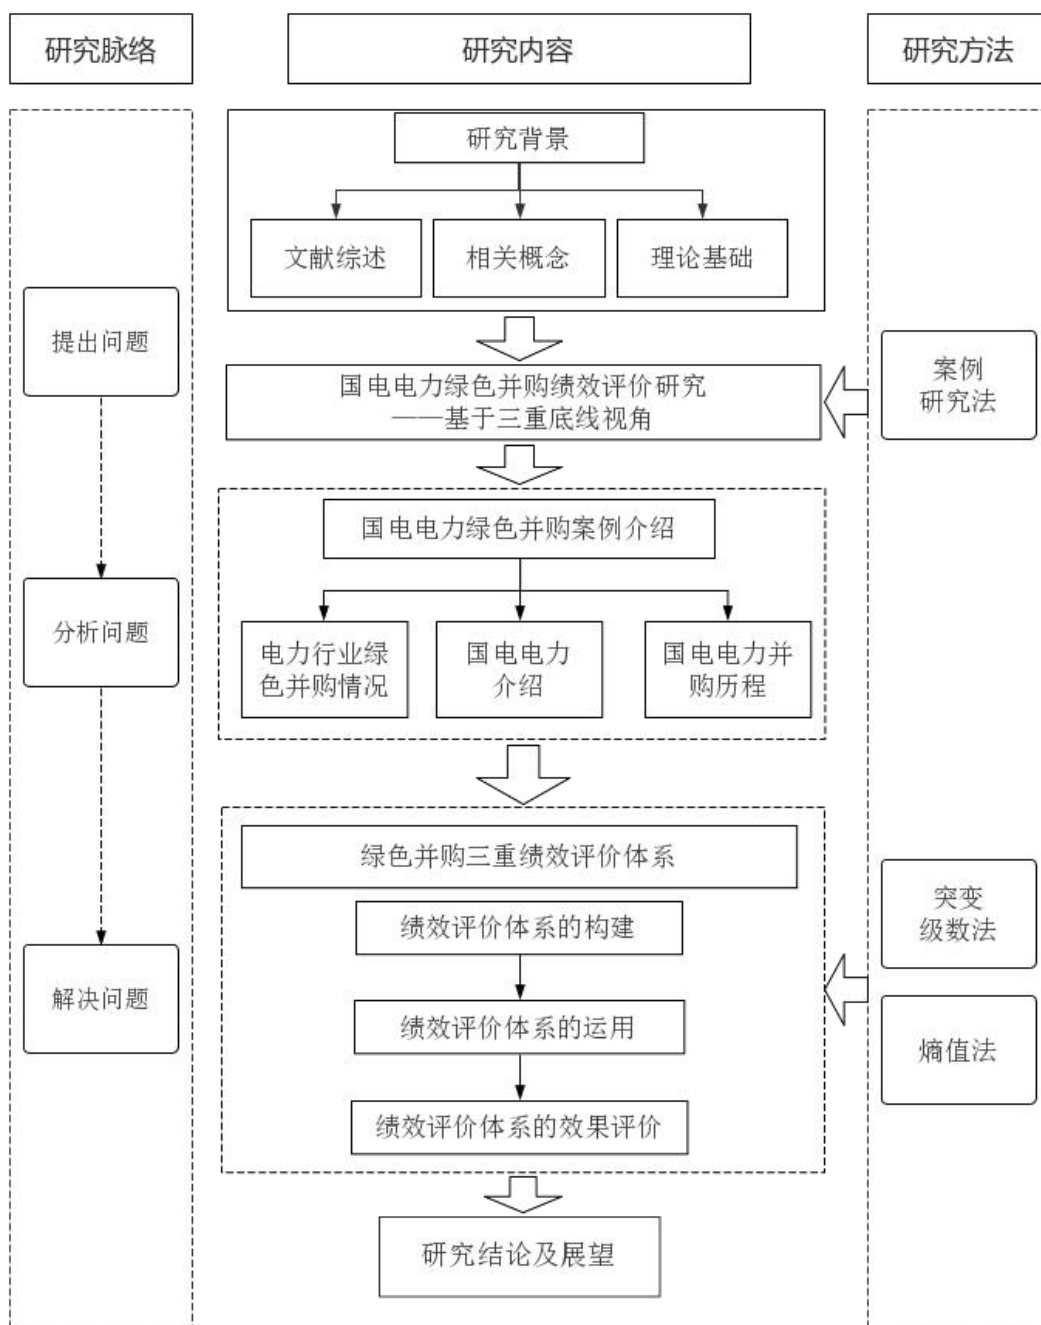 研究脉络
研究内容
研究方法
研究背景
文献综述
相关概念
理论基础
提出问题
国电电力绿色并购绩效评价研究
——基于三重底线视角
案例
研究法
国电电力绿色并购案例介绍
分析问题
电力行业绿
色并购情况
国电电力
介绍
国电电力并
购历程
绿色并购三重绩效评价体系
绩效评价体系的构建
突变
级数法
解决问题
绩效评价体系的运用
熵值法
绩效评价体系的效果评价
研究结论及展望